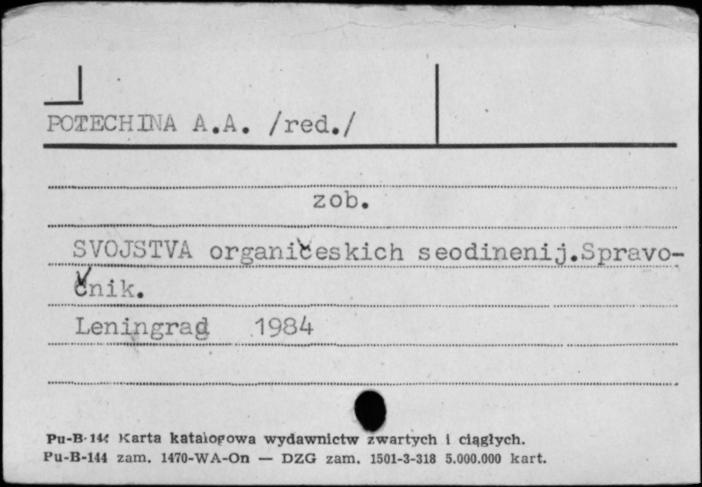 POTECHINA A.A. /red./
zob.
SVOJSTVA organičeskich seodinenij.Spravo-
čnik.
Leningrad 1984
Pu-B-144 Karta katalogowa wydawnictw zwartych i ciągłych.
Pu-B-144 zam. 1470-WA-On — DZG zam. 1501-3-318 5.000.000 kart.